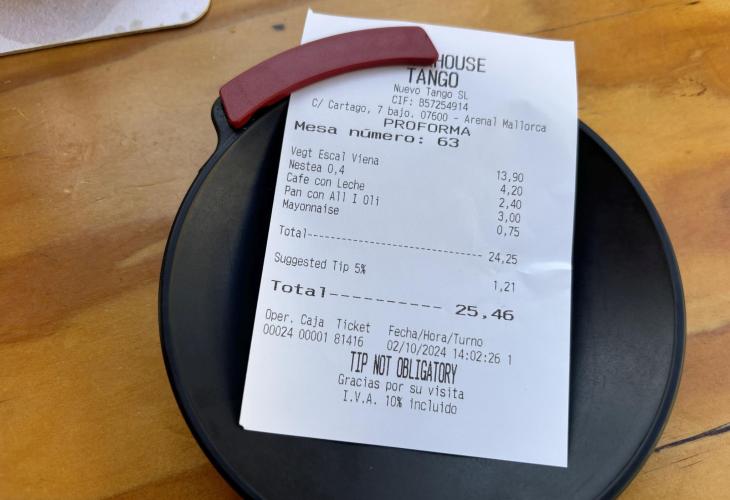 HOUSE
TANGO
Nuevo Tango SL
CIF: B57254914
C/ Cartago, 7 bajo. 07600 - Arenal Mallorca
PROFORMA
Mesa número: 63
Vegt Escal Viena 13,90
Nestea 0,4 4,20
Cafe con Leche 2,40
Pan con All I Oli 3,00
Mayonnaise 0,75
Total------------------------------ 24,25
Suggested Tip 5% 1,21
Total---------- 25,46
Oper. Caja Ticket Fecha/Hora/Turno
00024 00001 81416 02/10/2024 14:02:26 1
TIP NOT OBLIGATORY
Gracias por su visita
I.V.A. 10% incluido